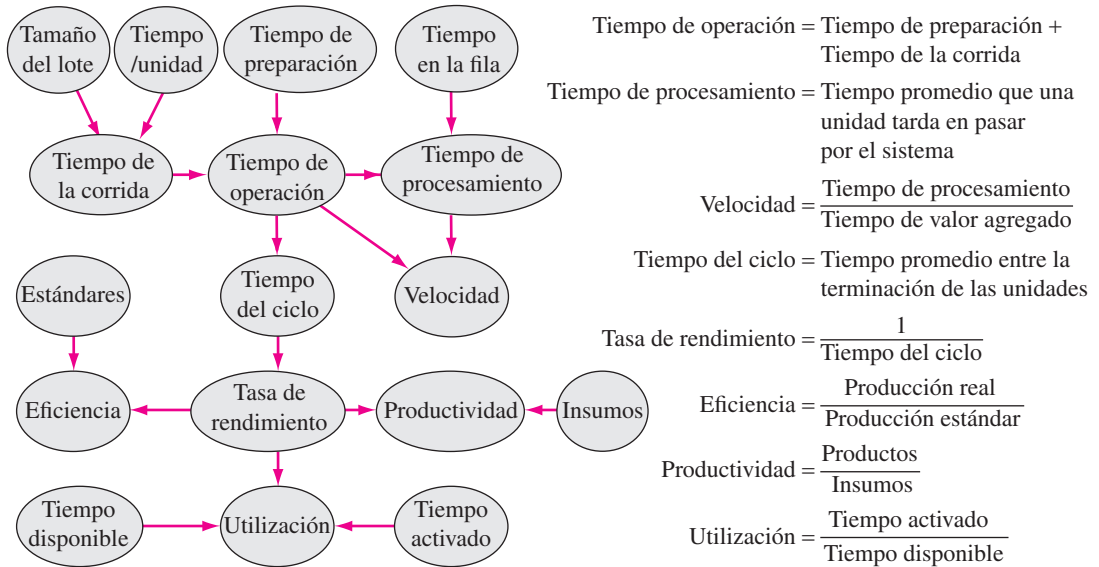 Tamaño
del lote
Tiempo
/unidad
Tiempo de
preparación
Tiempo
en la fila
Tiempo de
la corrida
Tiempo de
operación
Tiempo de
procesamiento
Estándares
Tiempo
del ciclo
Velocidad
Eficiencia
Tasa de
rendimiento
Productividad
Insumos
Tiempo
disponible
Utilización
Tiempo
activado
Tiempo de operación = Tiempo de preparación +
Tiempo de la corrida
Tiempo de procesamiento = Tiempo promedio que una
unidad tarda en pasar
por el sistema
Velocidad = Tiempo de procesamiento
Tiempo de valor agregado
Tiempo del ciclo = Tiempo promedio entre la
terminación de las unidades
Tasa de rendimiento = 1
Tiempo del ciclo
Eficiencia = Producción real
Producción estándar
Productividad = Productos
Insumos
Utilización = Tiempo activado
Tiempo disponible